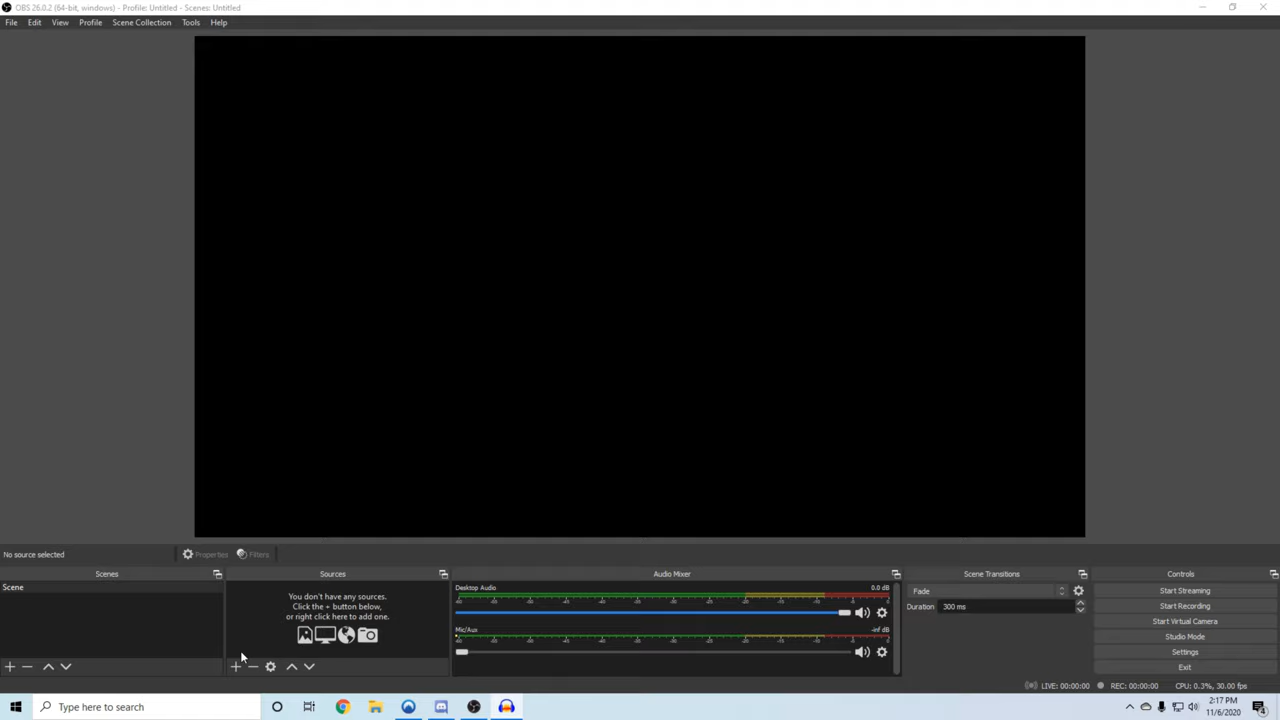 OBS 26.0.2 (64-bit, windows) - Profile: Untitled - Scenes: Untitled
File Edit View Profile Scene Collection Tools Help
No source selected Properties Filters
Scenes
Scene
Sources
You don't have any sources.
Click the + button below,
or right click here to add one.
Audio Mixer
Desktop Audio 0.0 dB
Mic/Aux -inf dB
Scene Transitions
Fade
Duration 300 ms
Controls
Start Streaming
Start Recording
Start Virtual Camera
Studio Mode
Settings
Exit
LIVE: 00:00:00 REC: 00:00:00 CPU: 0.3%, 30.00 fps
Type here to search
2:17 PM
11/6/2020
4